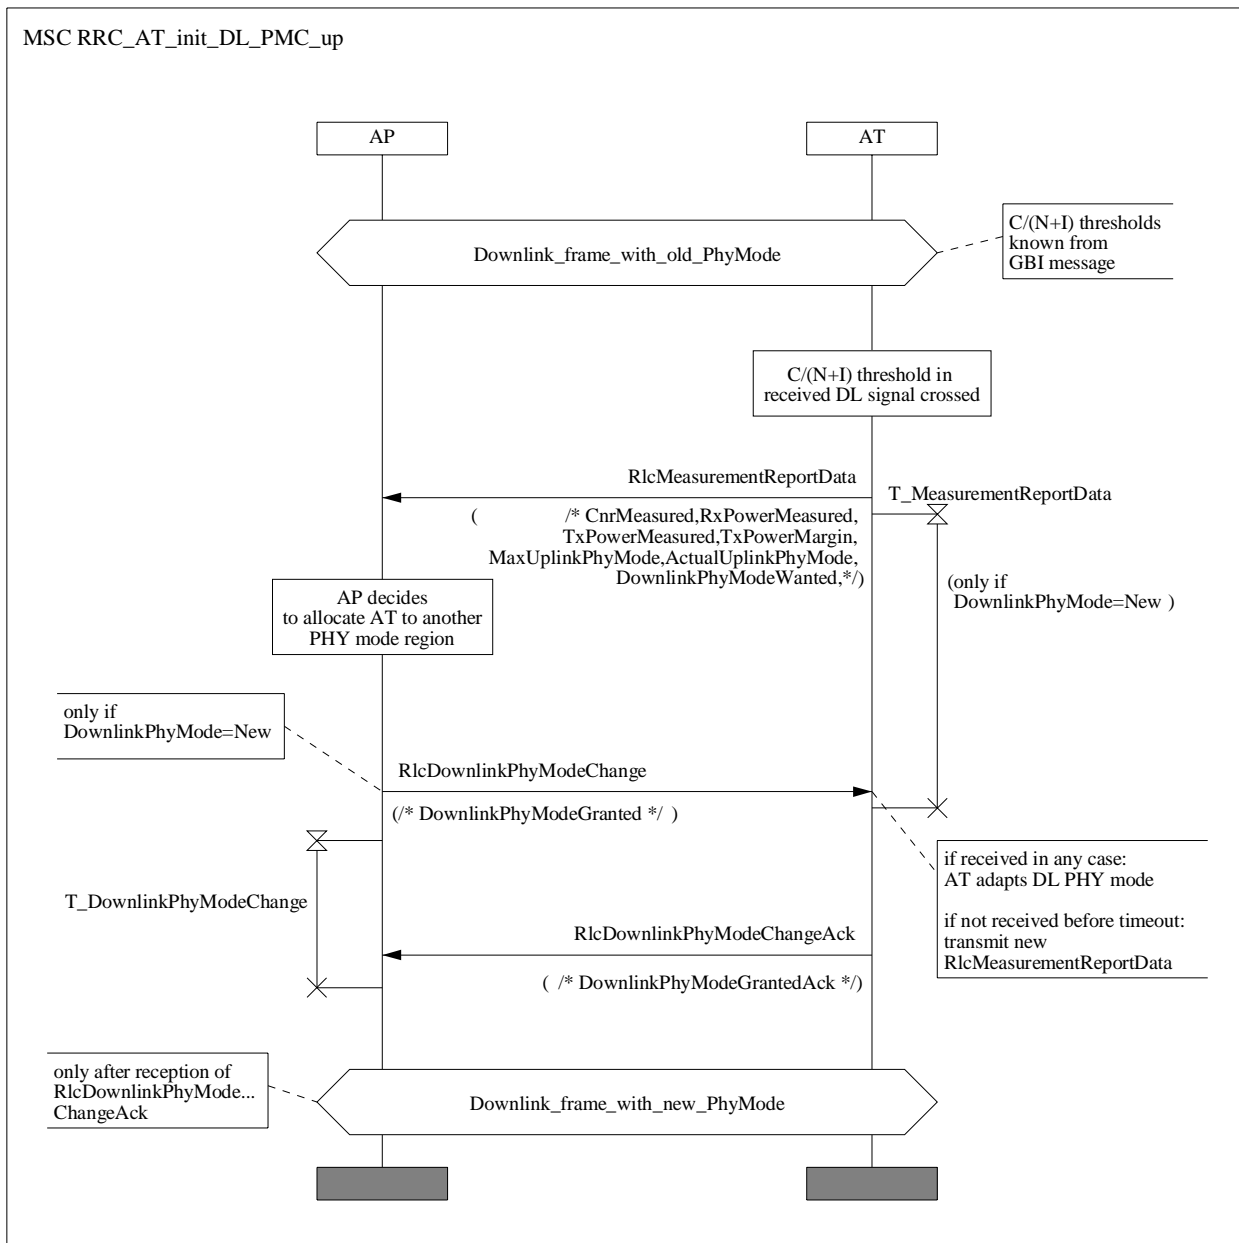 MSC RRC_AT_init_DL_PMC_up
AP
AT
C/(N+I) thresholds
known from
GBI message
Downlink_frame_with_old_PhyMode
C/(N+I) threshold in
received DL signal crossed
RlcMeasurementReportData
T_MeasurementReportData
( /* CnrMeasured,RxPowerMeasured,
TxPowerMeasured,TxPowerMargin,
MaxUplinkPhyMode,ActualUplinkPhyMode,
DownlinkPhyModeWanted,*/)
(only if
DownlinkPhyMode=New )
AP decides
to allocate AT to another
PHY mode region
only if
DownlinkPhyMode=New
RlcDownlinkPhyModeChange
(/* DownlinkPhyModeGranted */ )
if received in any case:
AT adapts DL PHY mode
if not received before timeout:
transmit new
RlcMeasurementReportData
T_DownlinkPhyModeChange
RlcDownlinkPhyModeChangeAck
( /* DownlinkPhyModeGrantedAck */)
only after reception of
RlcDownlinkPhyMode...
ChangeAck
Downlink_frame_with_new_PhyMode